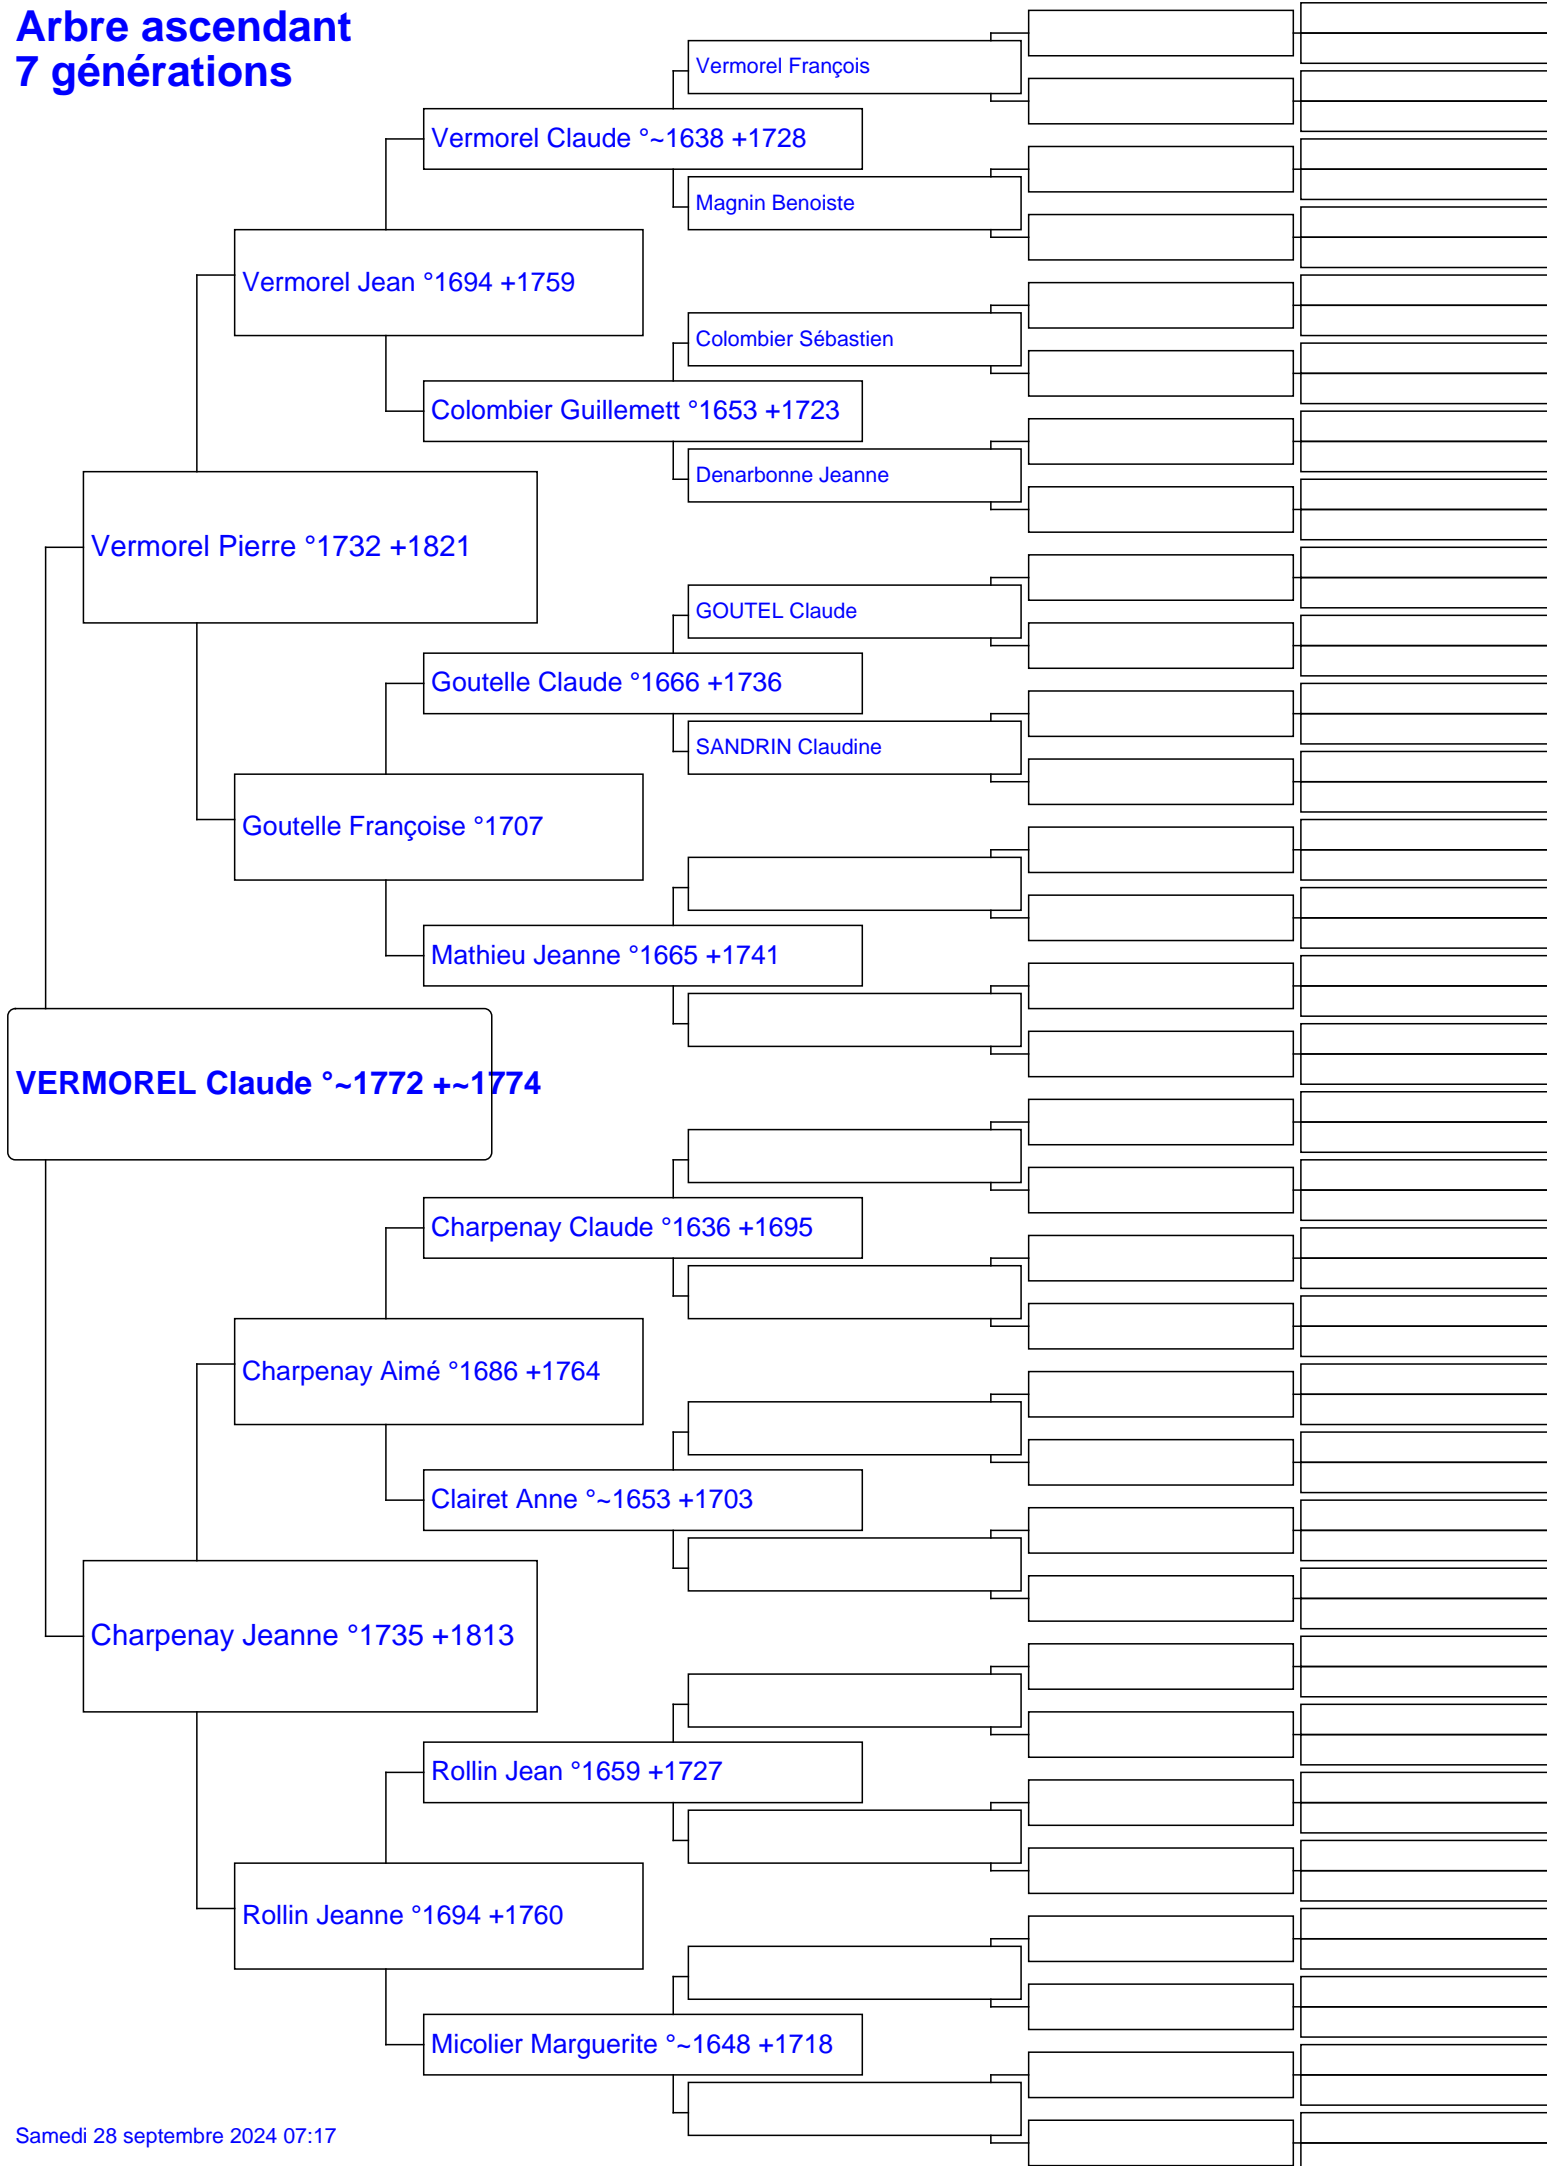 Arbre ascendant
7 générations
Vermorel François
Vermorel Claude °~1638 +1728
Magnin Benoiste
Vermorel Jean °1694 +1759
Colombier Sébastien
Colombier Guillemett °1653 +1723
Denarbonne Jeanne
Vermorel Pierre °1732 +1821
GOUTEL Claude
Goutelle Claude °1666 +1736
SANDRIN Claudine
Goutelle Françoise °1707
Mathieu Jeanne °1665 +1741
VERMOREL Claude °~1772 +~1774
Charpenay Claude °1636 +1695
Charpenay Aimé °1686 +1764
Clairet Anne °~1653 +1703
Charpenay Jeanne °1735 +1813
Rollin Jean °1659 +1727
Rollin Jeanne °1694 +1760
Micolier Marguerite °~1648 +1718
Samedi 28 septembre 2024 07:17